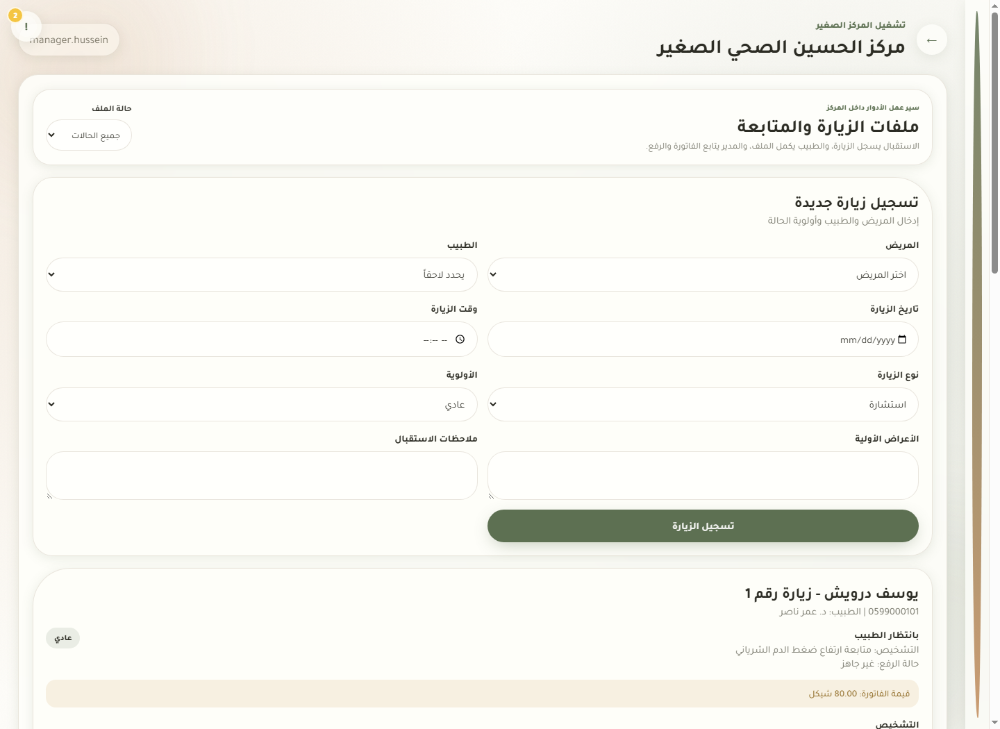 تشغيل المركز الصغير
←
مركز الحسين الصحي الصغير
manager.hussein
!
2
سير عمل الأدوار داخل المركز
ملفات الزيارة والمتابعة
الاستقبال يسجل الزيارة، والطبيب يكمل الملف، والمدير يتابع الفاتورة والرفع.
حالة الملف
جميع الحالات
تسجيل زيارة جديدة
إدخال المريض والطبيب وأولوية الحالة
المريض
اختر المريض
الطبيب
يحدد لاحقاً
تاريخ الزيارة
mm/dd/yyyy
وقت الزيارة
--:-- --
نوع الزيارة
استشارة
الأولوية
عادي
الأعراض الأولية
ملاحظات الاستقبال
تسجيل الزيارة
يوسف درويش - زيارة رقم 1
0599000101 | الطبيب: د. عمر ناصر
بانتظار الطبيب
عادي
التشخيص: متابعة ارتفاع ضغط الدم الشرياني
حالة الرفع: غير جاهز
قيمة الفاتورة: 80.00 شيكل
التشخيص